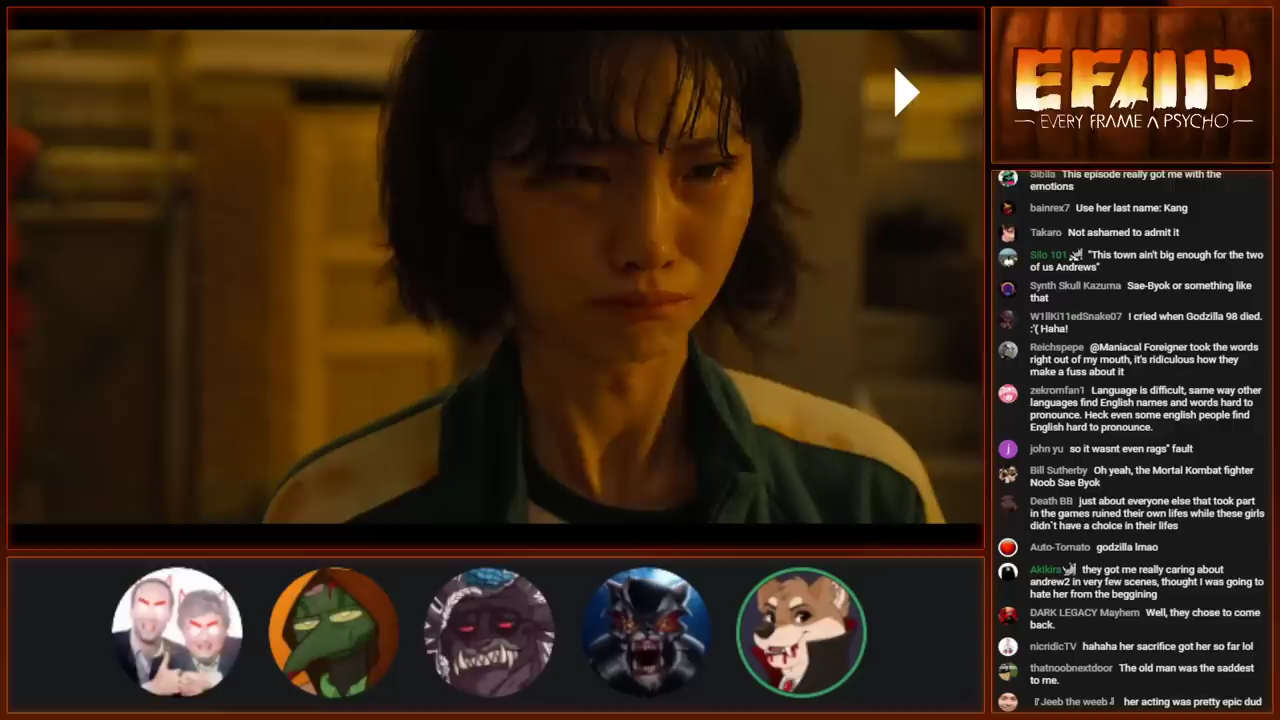 EFAP
EVERY FRAME A PSYCHO
Siblia This episode really got me with the
emotions
bainrex7 Use her last name: Kang
Takaro Not ashamed to admit it
Silo 101 "This town ain't big enough for the two
of us Andrews"
Synth Skull Kazuma Sae-Byok or something like
that
W1llKi11edSnake07 I cried when Godzilla 98 died.
:'( Haha!
Reichspepe @Maniacal Foreigner took the words
right out of my mouth, it's ridiculous how they
make a fuss about it
zekromfan1 Language is difficult, same way other
languages find English names and words hard to
pronounce. Heck even some english people find
English hard to pronounce.
j john yu so it wasnt even rags" fault
Bill Sutherby Oh yeah, the Mortal Kombat fighter
Noob Sae Byok
Death BB just about everyone else that took part
in the games ruined their own lifes while these girls
didn`t have a choice in their lifes
Auto-Tomato godzilla lmao
Akikira they got me really caring about
andrew2 in very few scenes, thought I was going to
hate her from the beggining
DARK LEGACY Mayhem Well, they chose to come
back.
nicridicTV hahaha her sacrifice got her so far lol
thatnoobnextdoor The old man was the saddest
to me.
『Jeeb the weeb』 her acting was pretty epic dud